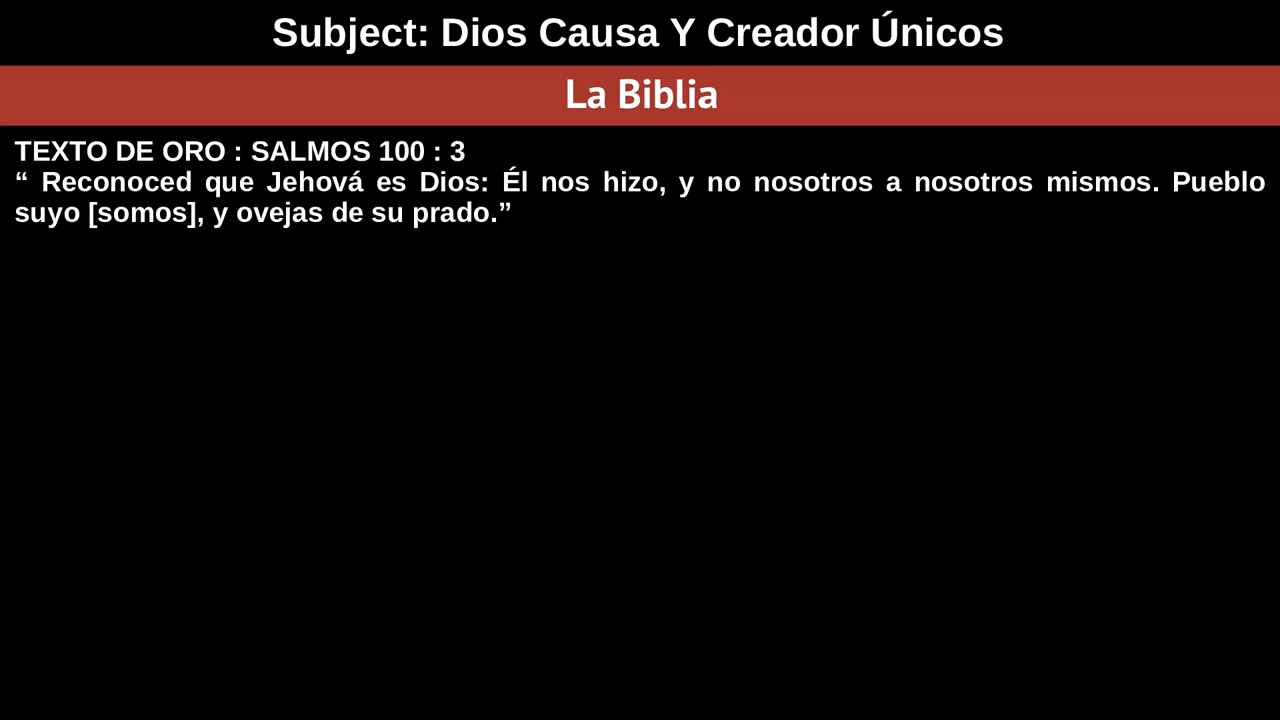 Subject: Dios Causa Y Creador Únicos
La Biblia
TEXTO DE ORO : SALMOS 100 : 3
“ Reconoced que Jehová es Dios: Él nos hizo, y no nosotros a nosotros mismos. Pueblo
suyo [somos], y ovejas de su prado.”